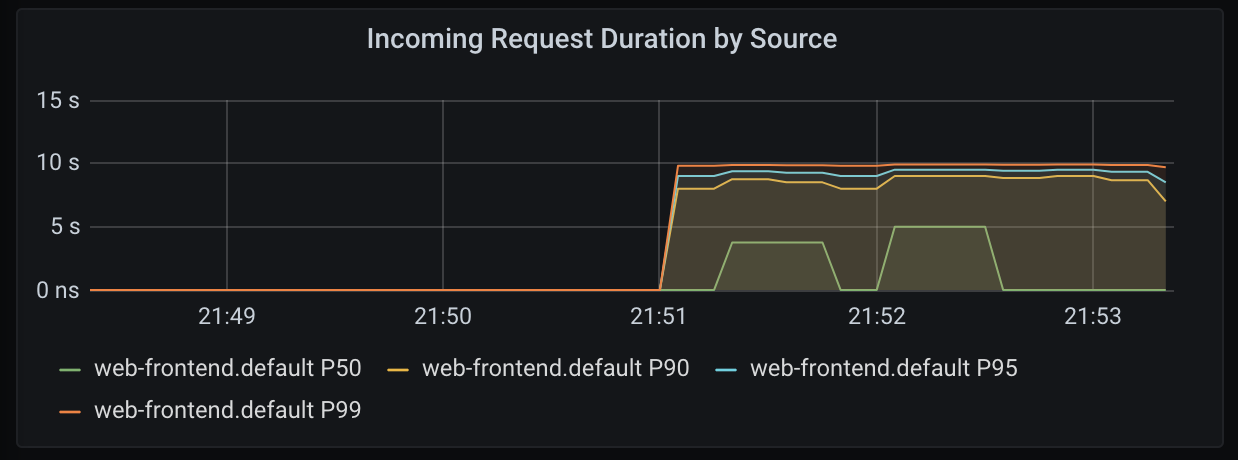 Incoming Request Duration by Source
15 s
10 s
5 s
0 ns
21:49 21:50 21:51 21:52 21:53
web-frontend.default P50 web-frontend.default P90 web-frontend.default P95
web-frontend.default P99